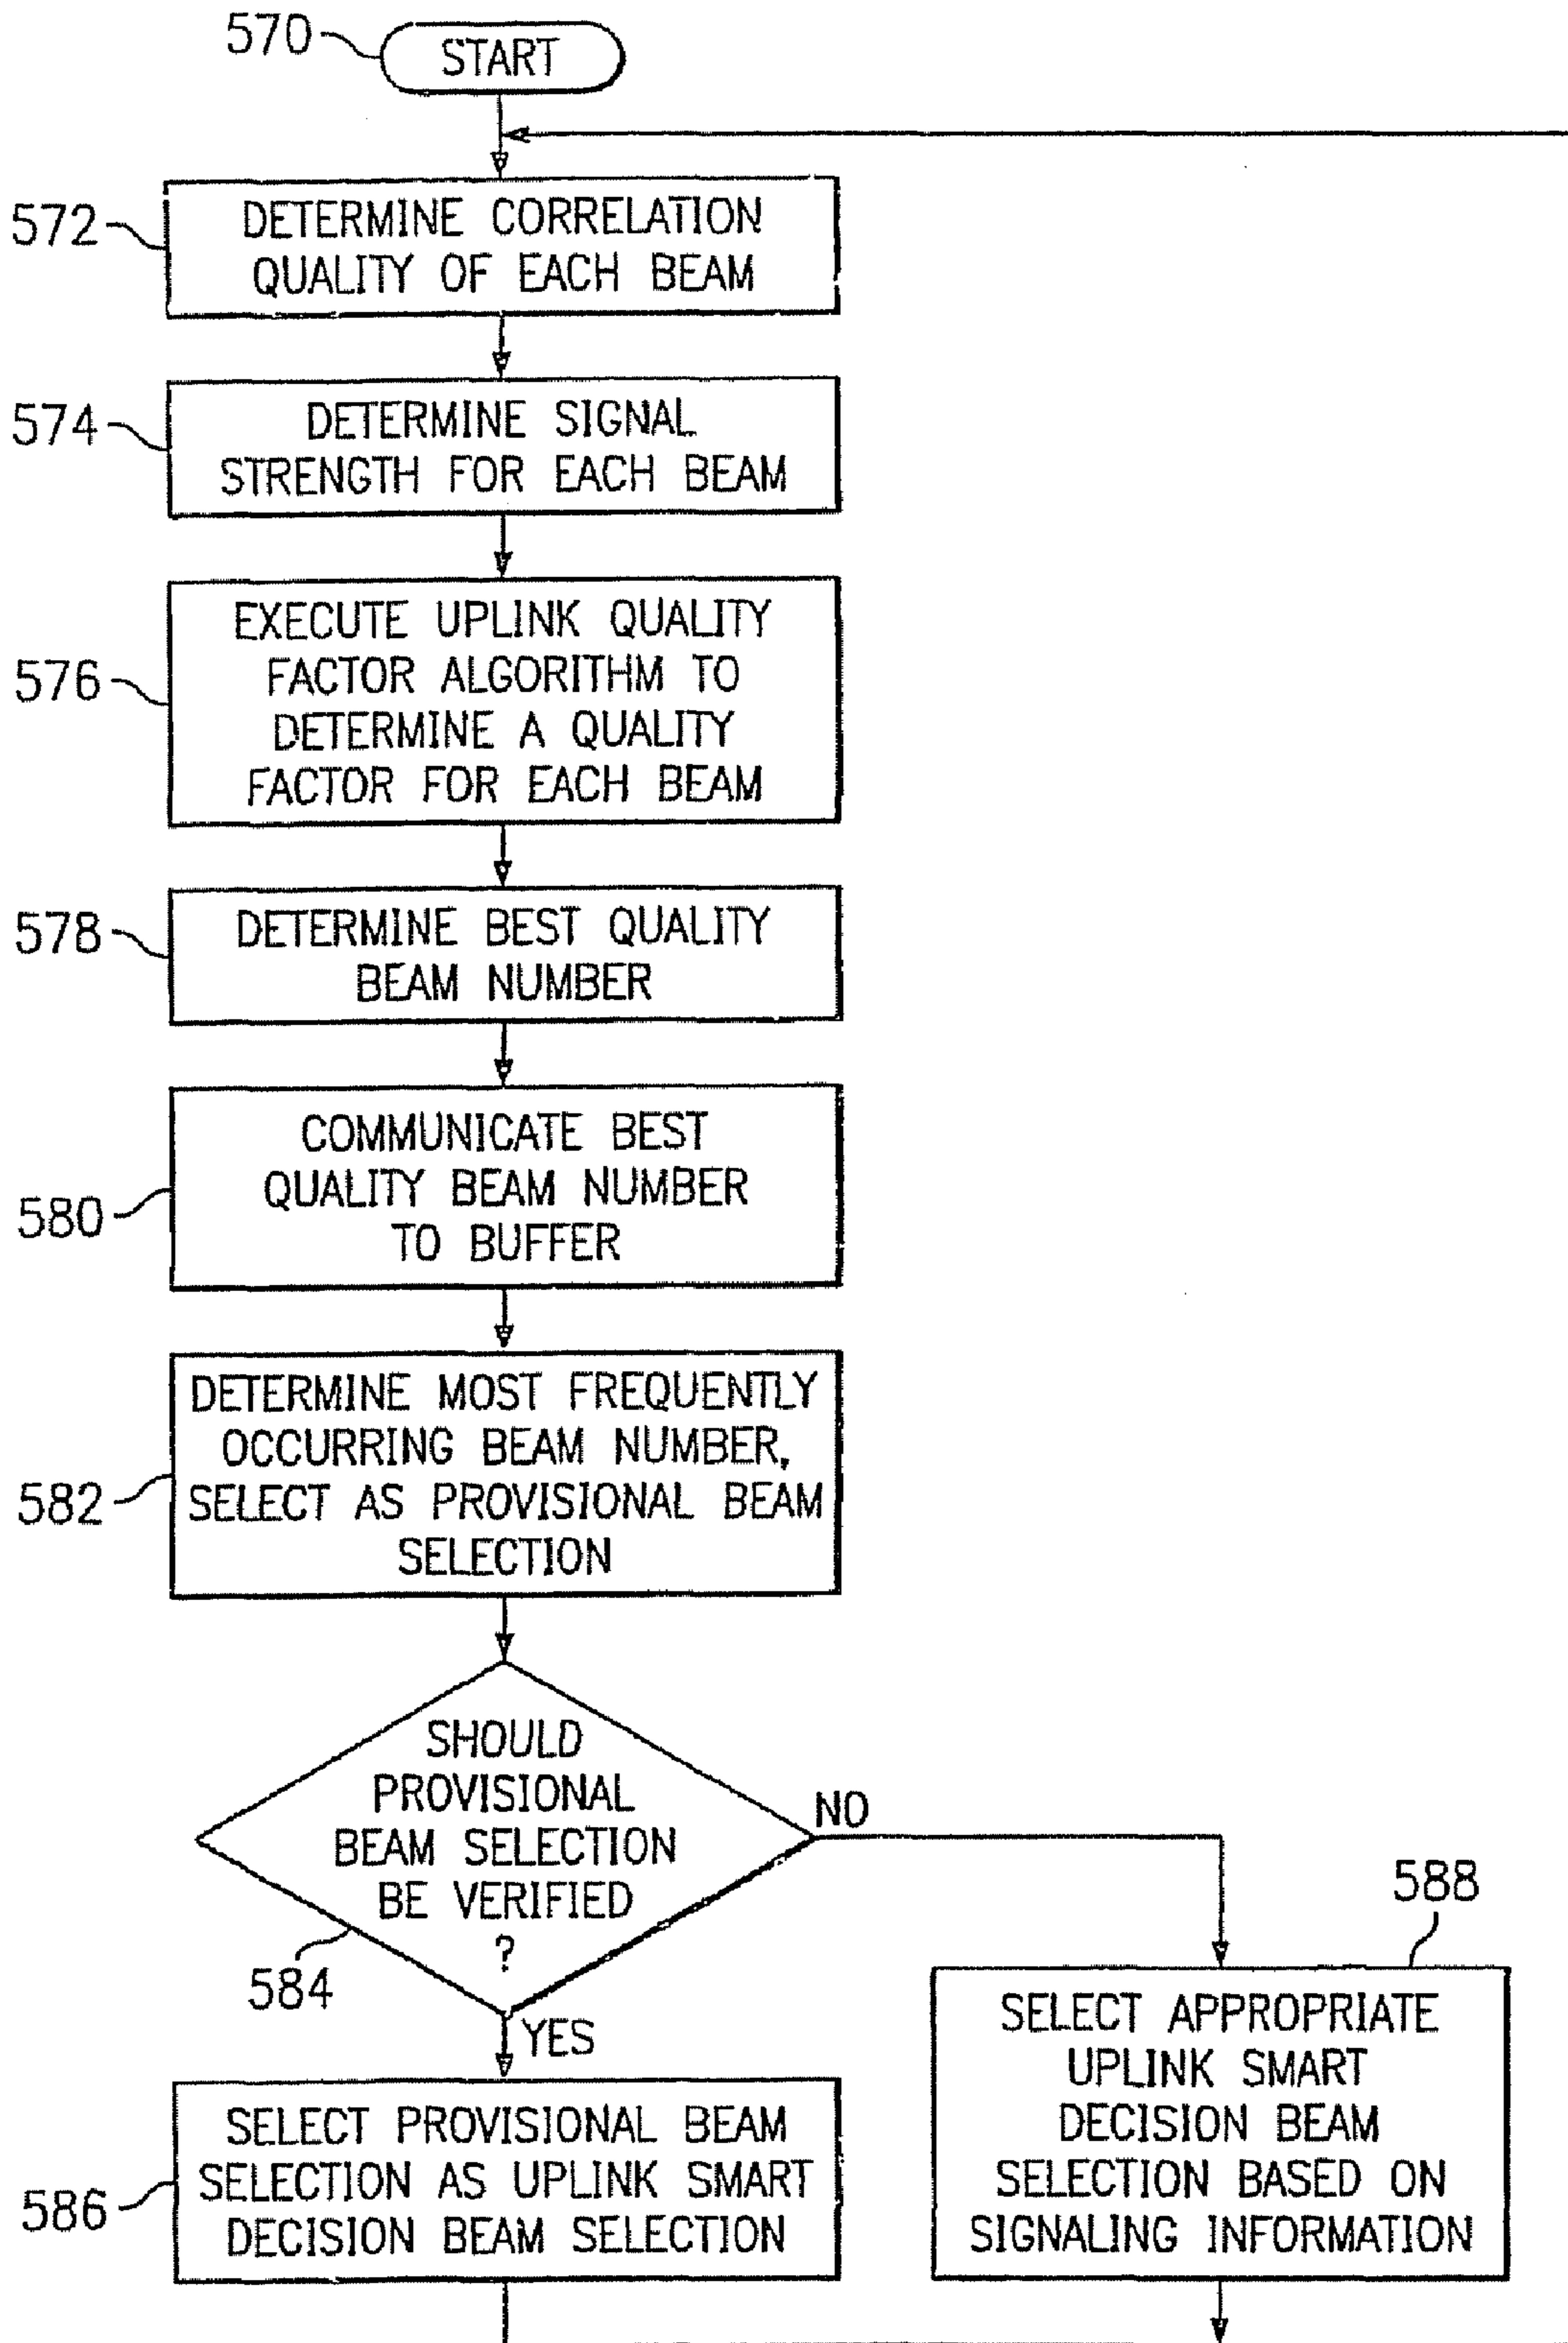 570
START
572
DETERMINE CORRELATION
QUALITY OF EACH BEAM
574
DETERMINE SIGNAL
STRENGTH FOR EACH BEAM
576
EXECUTE UPLINK QUALITY
FACTOR ALGORITHM TO
DETERMINE A QUALITY
FACTOR FOR EACH BEAM
578
DETERMINE BEST QUALITY
BEAM NUMBER
580
COMMUNICATE BEST
QUALITY BEAM NUMBER
TO BUFFER
582
DETERMINE MOST FREQUENTLY
OCCURRING BEAM NUMBER,
SELECT AS PROVISIONAL BEAM
SELECTION
584
SHOULD
PROVISIONAL
BEAM SELECTION
BE VERIFIED
?
NO
YES
586
SELECT PROVISIONAL BEAM
SELECTION AS UPLINK SMART
DECISION BEAM SELECTION
588
SELECT APPROPRIATE
UPLINK SMART
DECISION BEAM
SELECTION BASED ON
SIGNALING INFORMATION